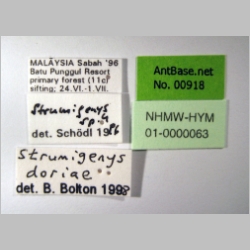 MALAYSIA Sabah '96
Batu Punggul Resort
primary forest (11c)
sifting; 24.VI.-1.VII.
Strumigenys
sp. 4
det. Schödl 1996
Strumigenys
doriae
det. B. Bolton 1998
AntBase.net
No. 00918
NHMW-HYM
01-0000063